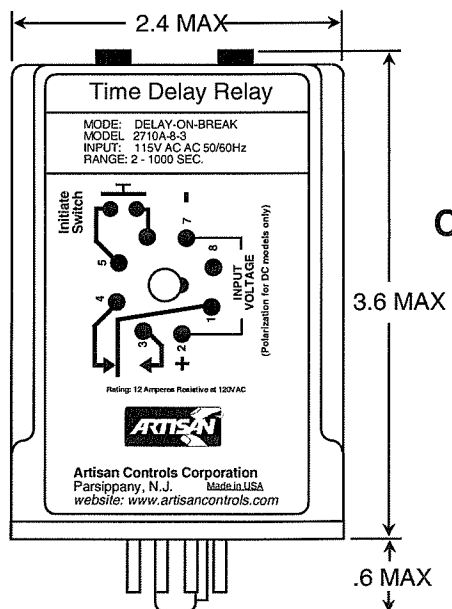 2.4 MAX
Time Delay Relay
MODE: DELAY-ON-BREAK
MODEL 2710A-8-3
INPUT: 115V AC AC 50/60Hz
RANGE: 2 - 1000 SEC.
Initiate
Switch
-
7
8
5
4
1
3
2
+
INPUT
VOLTAGE
(Polarization for DC models only)
Rating: 12 Amperes Resistive at 120VAC
ARTISAN
Artisan Controls Corporation
Parsippany, N.J. Made in USA
website: www.artisancontrols.com
3.6 MAX
.6 MAX